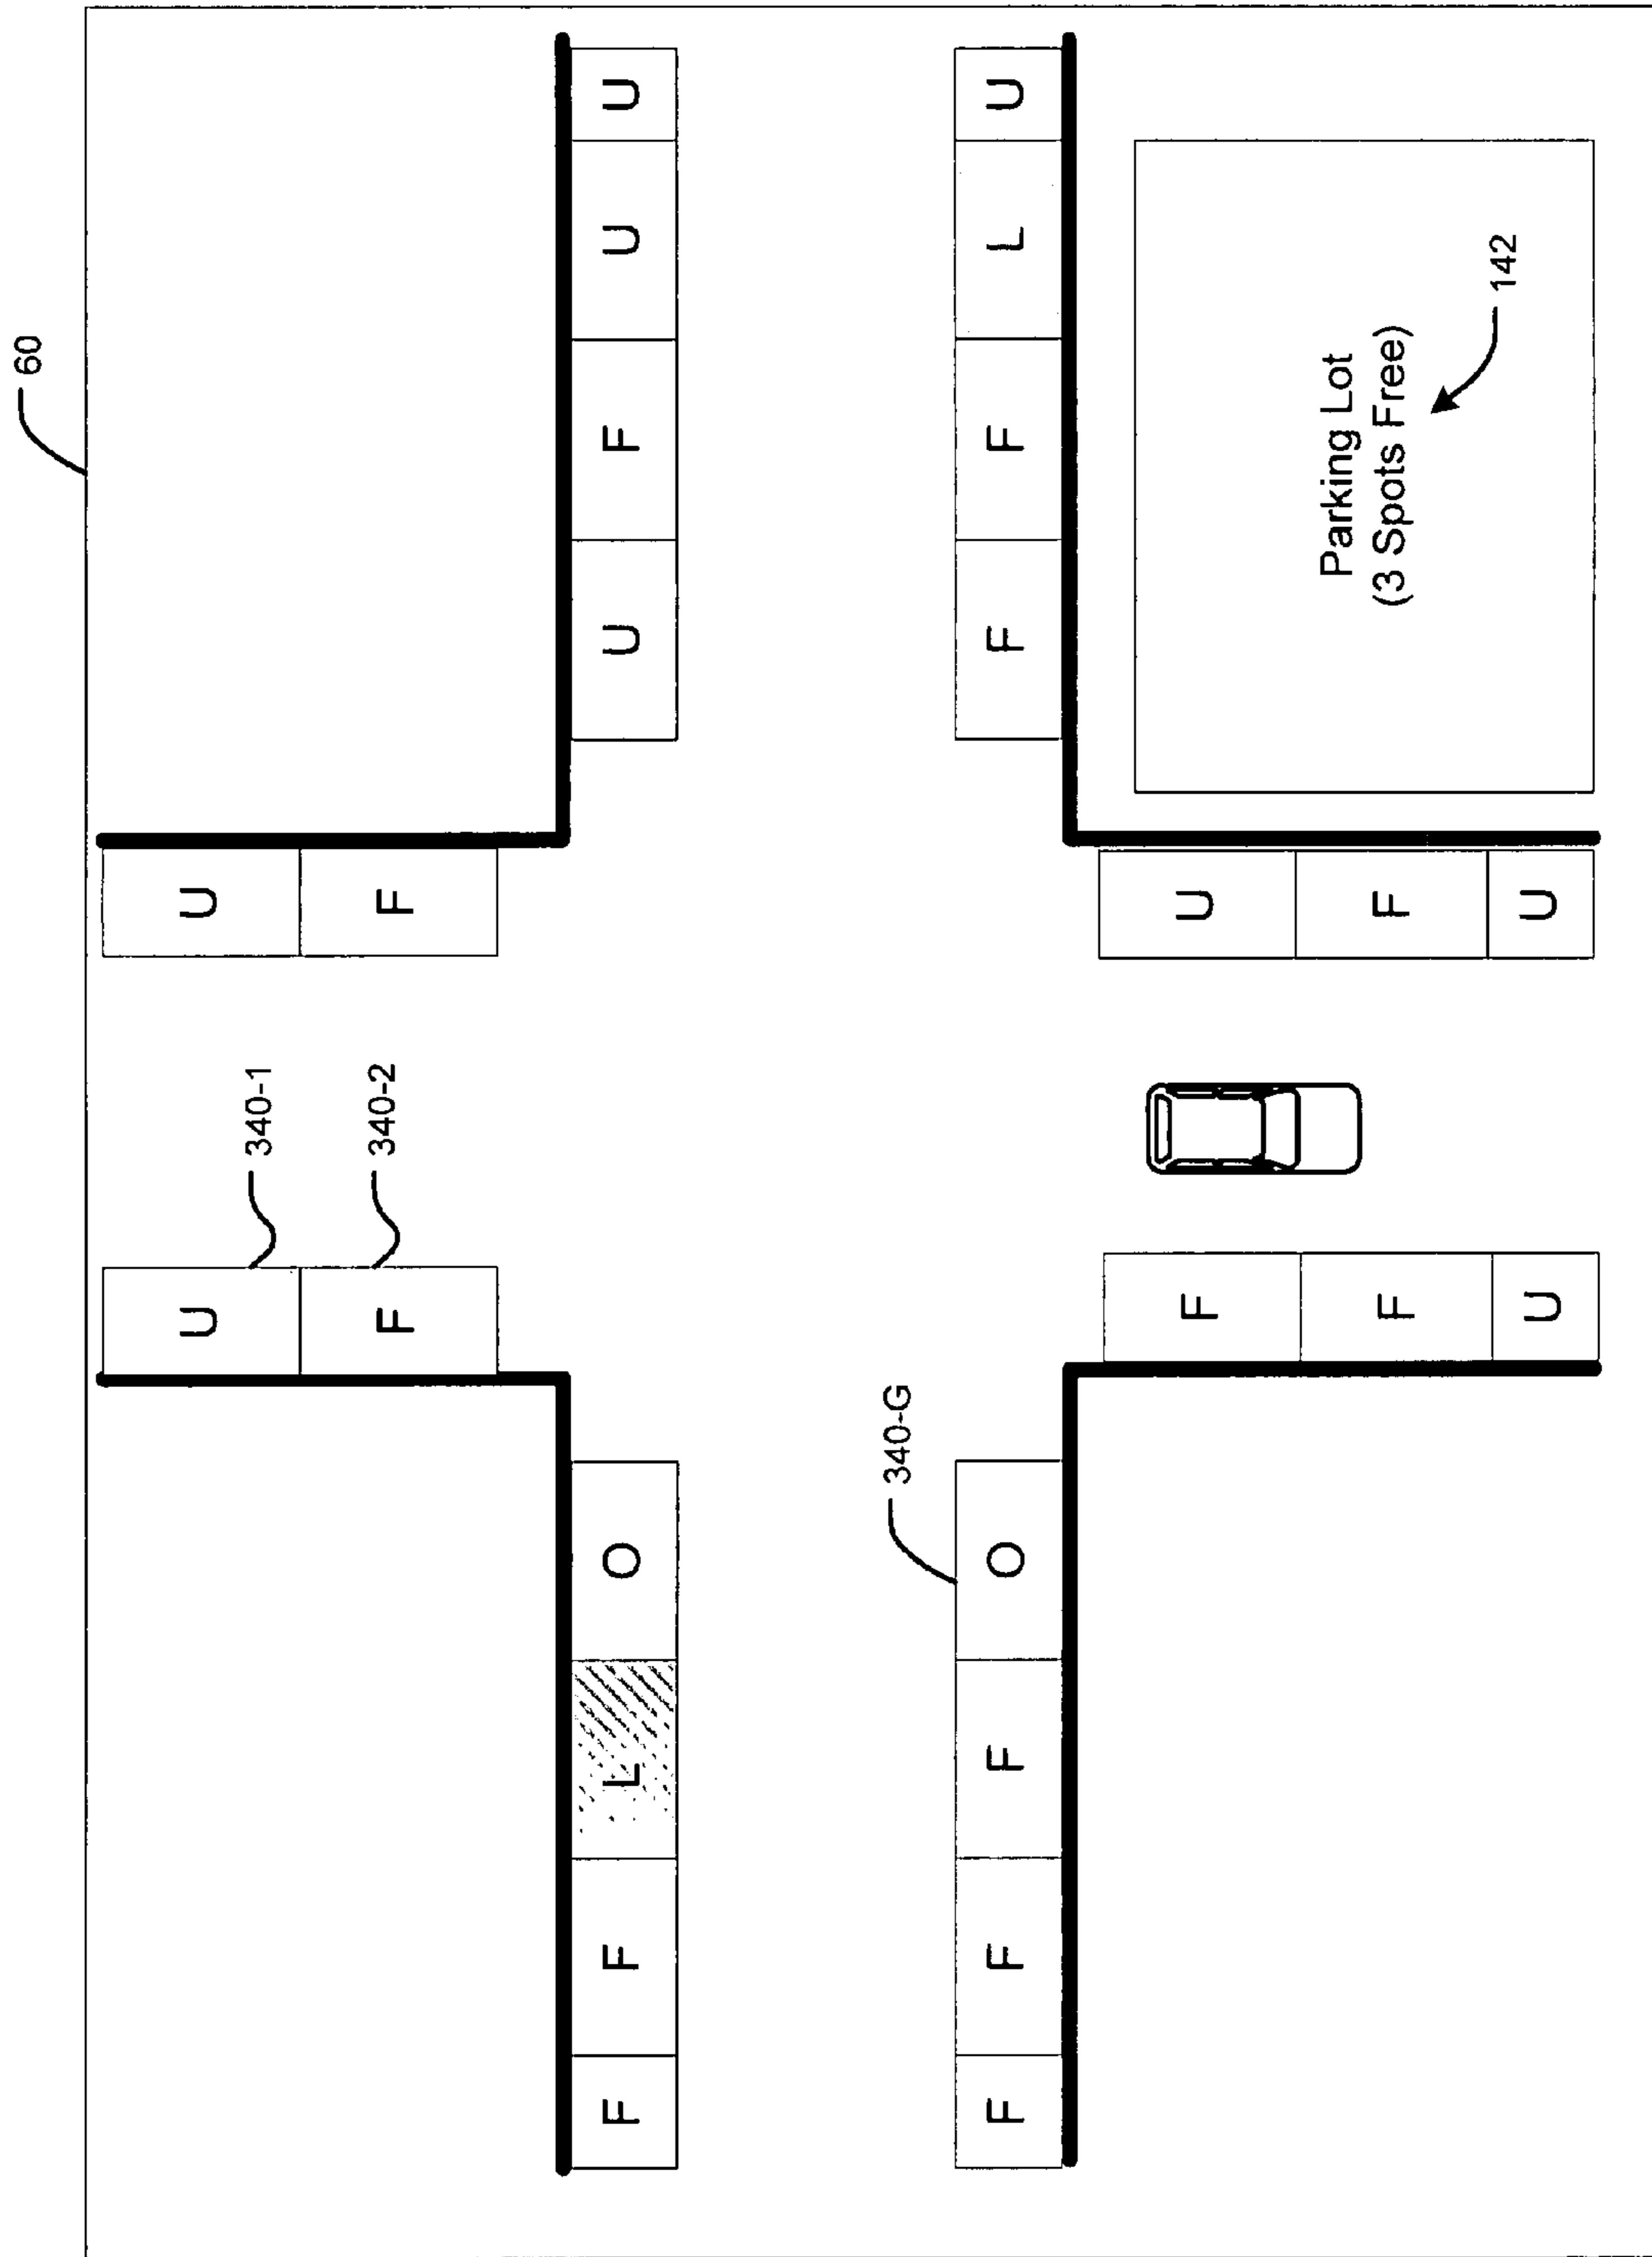 60
U 340-1 U
F 340-2 F
F F L O U F U U
340-G
F F F O F F L U
F U
Parking Lot
F F (3 Spots Free)
142
U U